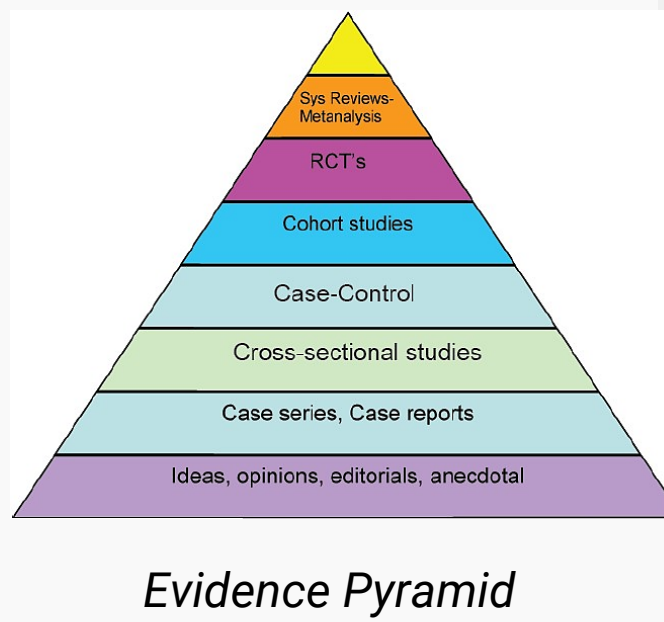 Sys Reviews-
Metanalysis
RCT's
Cohort studies
Case-Control
Cross-sectional studies
Case series, Case reports
Ideas, opinions, editorials, anecdotal
Evidence Pyramid